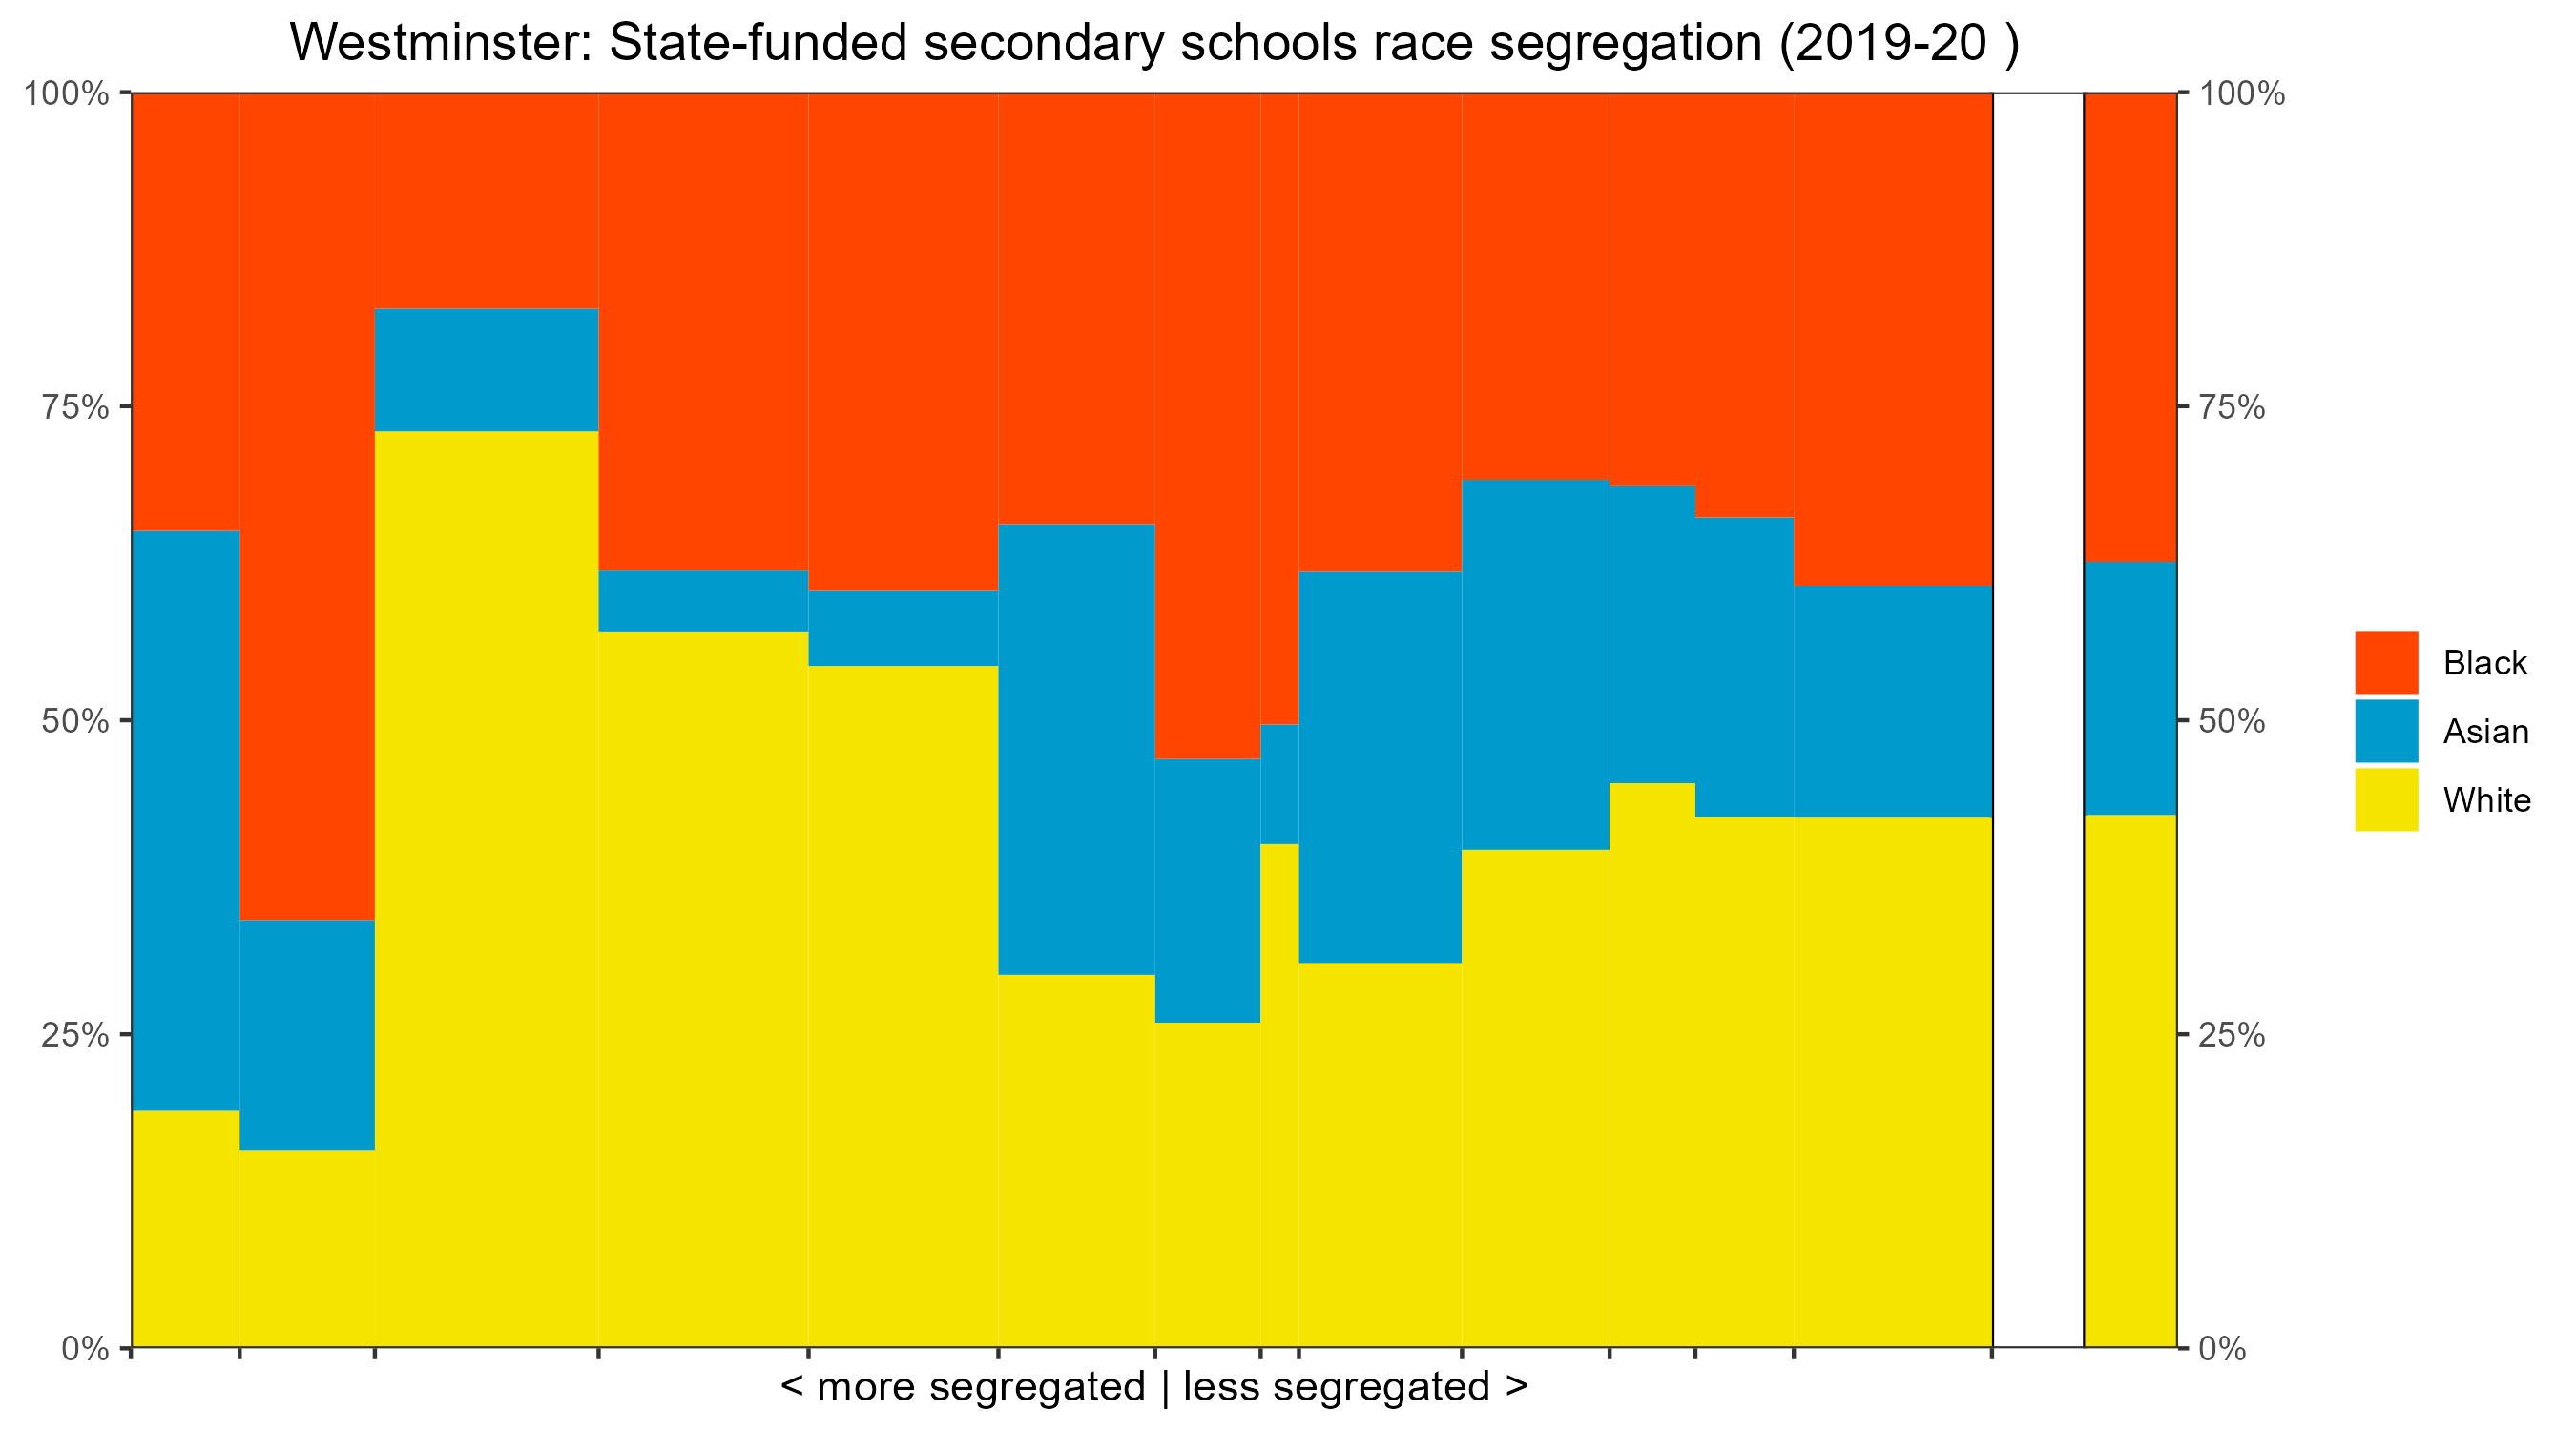 Westminster: State-funded secondary schools race segregation (2019-20 )
100%
75%
50%
25%
0%
100%
75%
50%
25%
0%
Black
Asian
White
< more segregated | less segregated >